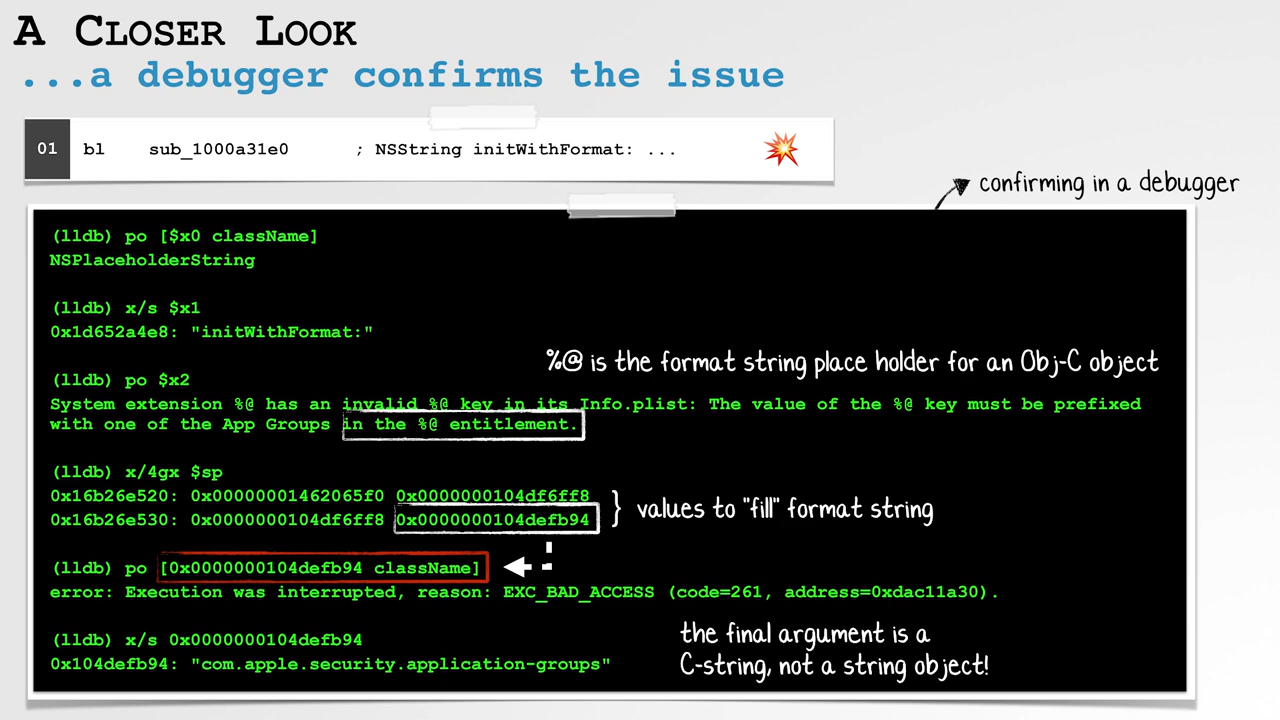 A Closer Look
...a debugger confirms the issue
01 bl sub_1000a31e0 ; NSString initWithFormat: ...
confirming in a debugger
(lldb) po [$x0 className]
NSPlaceholderString
(lldb) x/s $x1
0x1d652a4e8: "initWithFormat:"
%@ is the format string place holder for an Obj-C object
(lldb) po $x2
System extension %@ has an invalid %@ key in its Info.plist: The value of the %@ key must be prefixed
with one of the App Groups in the %@ entitlement.
(lldb) x/4gx $sp
0x16b26e520: 0x00000001462065f0 0x0000000104df6ff8
0x16b26e530: 0x0000000104df6ff8 0x0000000104defb94
} values to "fill" format string
(lldb) po [0x0000000104defb94 className]
error: Execution was interrupted, reason: EXC_BAD_ACCESS (code=261, address=0xdac11a30).
(lldb) x/s 0x0000000104defb94
0x104defb94: "com.apple.security.application-groups"
the final argument is a
C-string, not a string object!